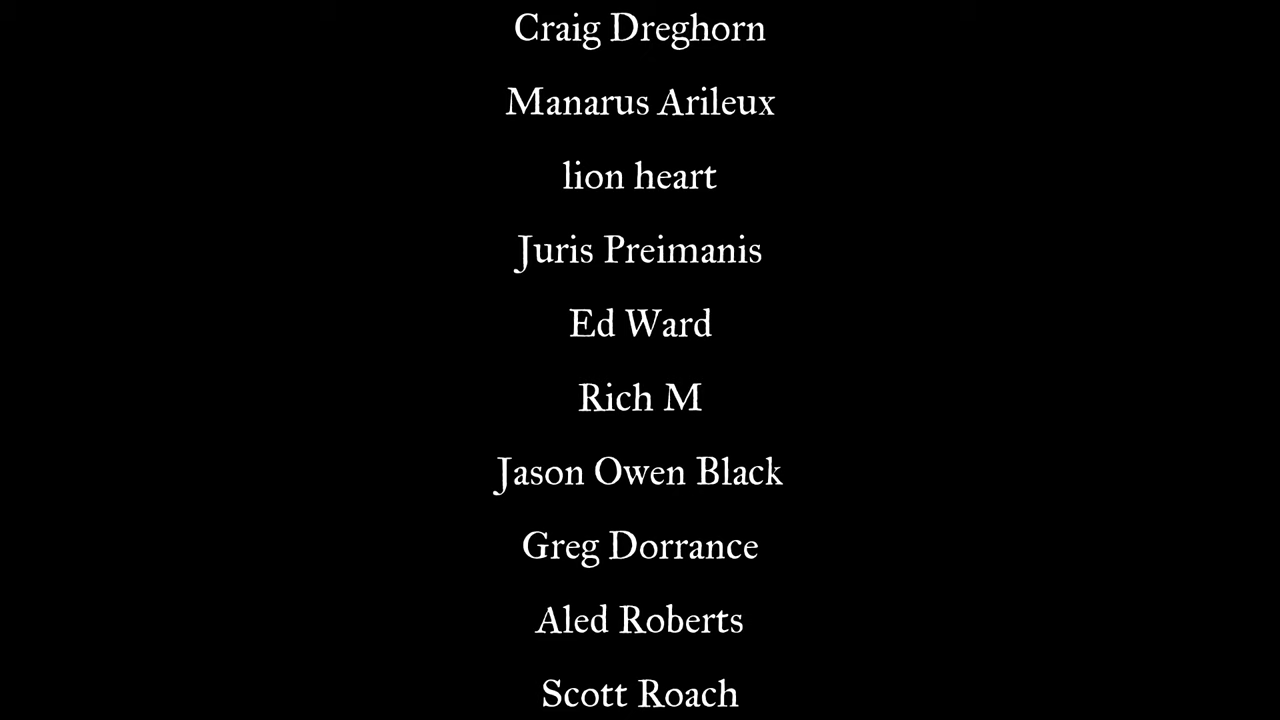 Craig Dreghorn
Manarus Arileux
lion heart
Juris Preimanis
Ed Ward
Rich M
Jason Owen Black
Greg Dorrance
Aled Roberts
Scott Roach